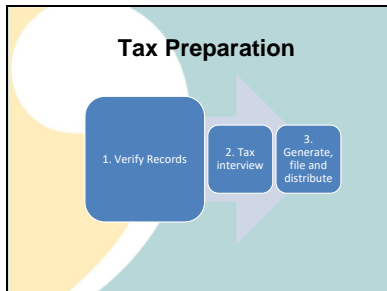 Tax Preparation
1. Verify Records
2. Tax
interview
3.
Generate,
file and
distribute